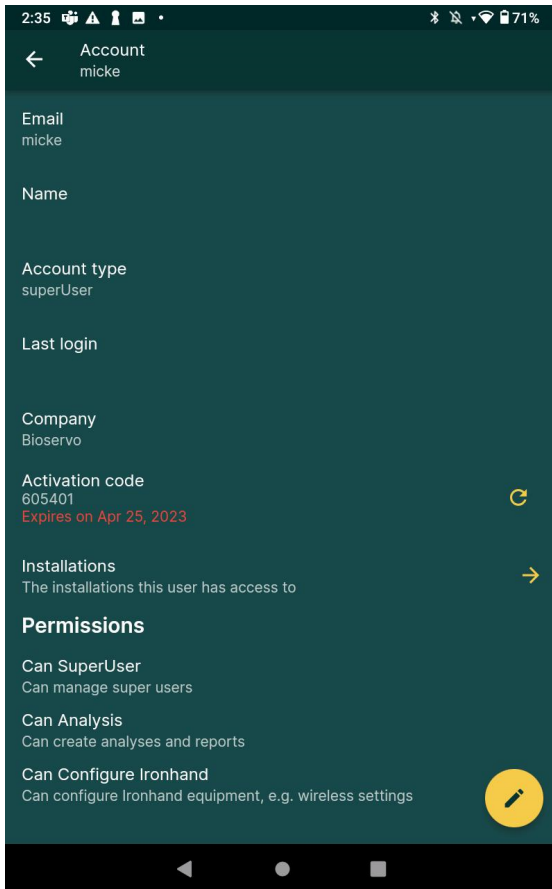 2:35
71%
Account
micke
Email
micke
Name
Account type
superUser
Last login
Company
Bioservo
Activation code
605401
Expires on Apr 25, 2023
Installations
The installations this user has access to
Permissions
Can SuperUser
Can manage super users
Can Analysis
Can create analyses and reports
Can Configure Ironhand
Can configure Ironhand equipment, e.g. wireless settings